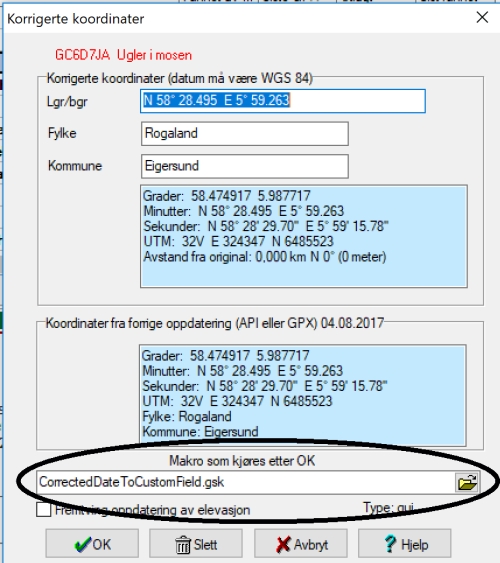 Korrigerte koordinater
GC6D7JA Ugler i mosen
Korrigerte koordinater (datum må være WGS 84)
Lgr/bgr
N 58° 28.495 E 5° 59.263
Fylke
Rogaland
Kommune
Eigersund
Grader: 58.474917 5.987717
Minutter: N 58° 28.495 E 5° 59.263
Sekunder: N 58° 28' 29.70" E 5° 59' 15.78"
UTM: 32V E 324347 N 6485523
Avstand fra original: 0,000 km N 0° (0 meter)
Koordinater fra forrige oppdatering (API eller GPX) 04.08.2017
Grader: 58.474917 5.987717
Minutter: N 58° 28.495 E 5° 59.263
Sekunder: N 58° 28' 29.70" E 5° 59' 15.78"
UTM: 32V E 324347 N 6485523
Fylke: Rogaland
Kommune: Eigersund
Makro som kjøres etter OK
CorrectedDateToCustomField.gsk
Fremtving oppdatering av elevasjon
Type: gui
OK
Slett
Avbryt
Hjelp